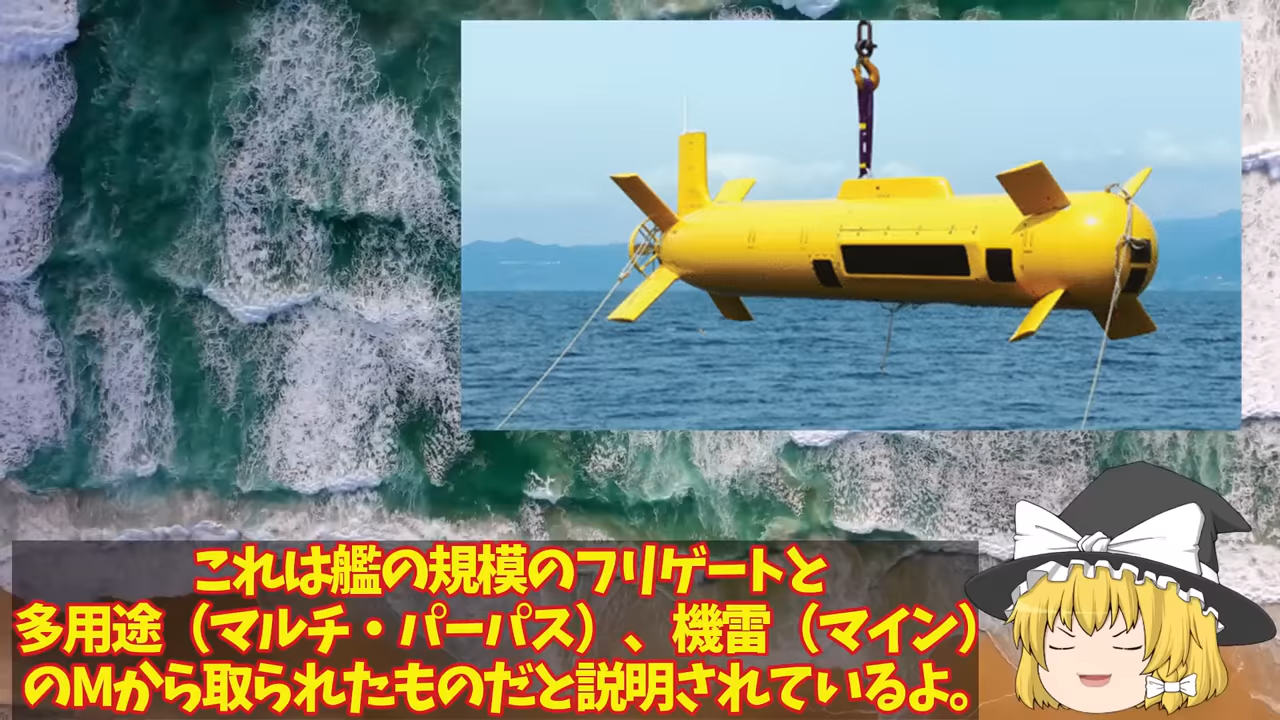 これは艦の規模のフリゲートと
多用途（マルチ・パーパス）、機雷（マイン）
のMから取られたものだと説明されているよ。